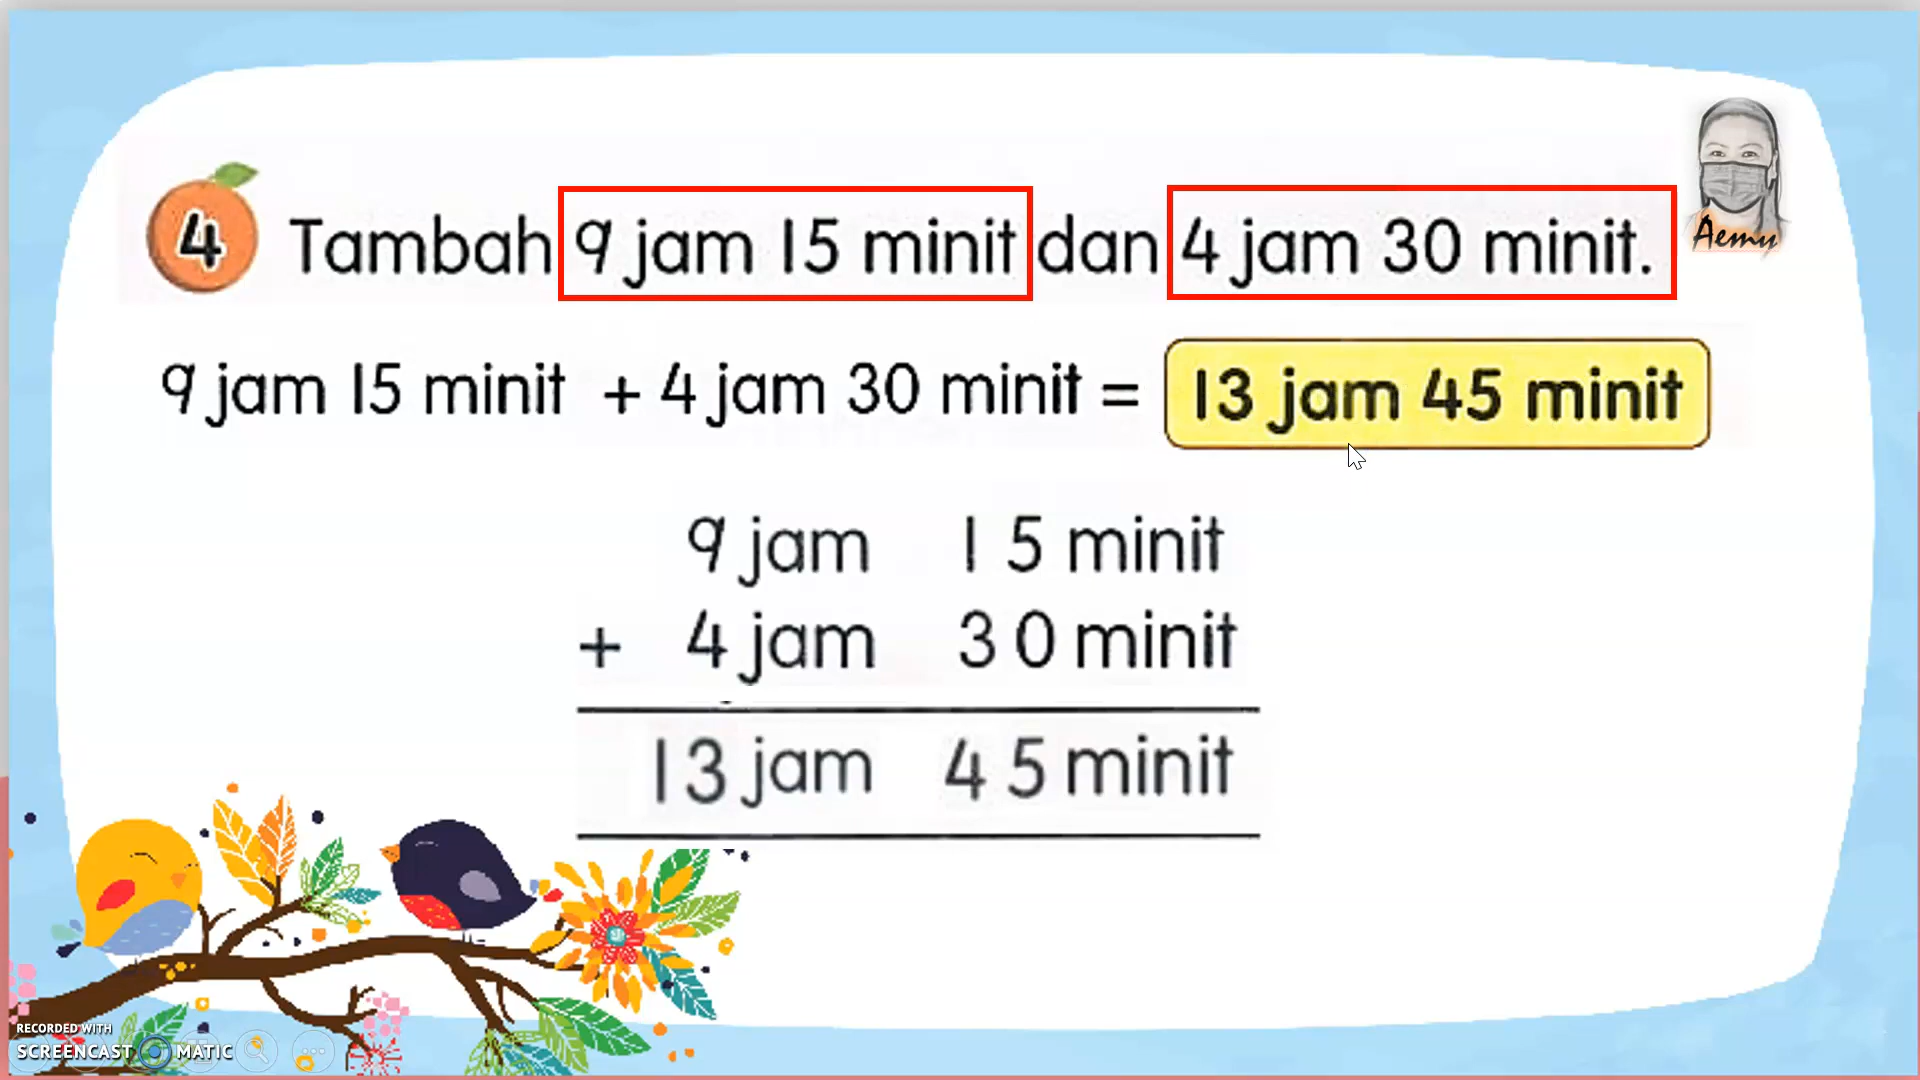 4 Tambah 9 jam 15 minit dan 4 jam 30 minit.
Aemy
9 jam 15 minit + 4 jam 30 minit = 13 jam 45 minit
9 jam 15 minit
+ 4 jam 30 minit
13 jam 45 minit
RECORDED WITH
SCREENCAST MATIC